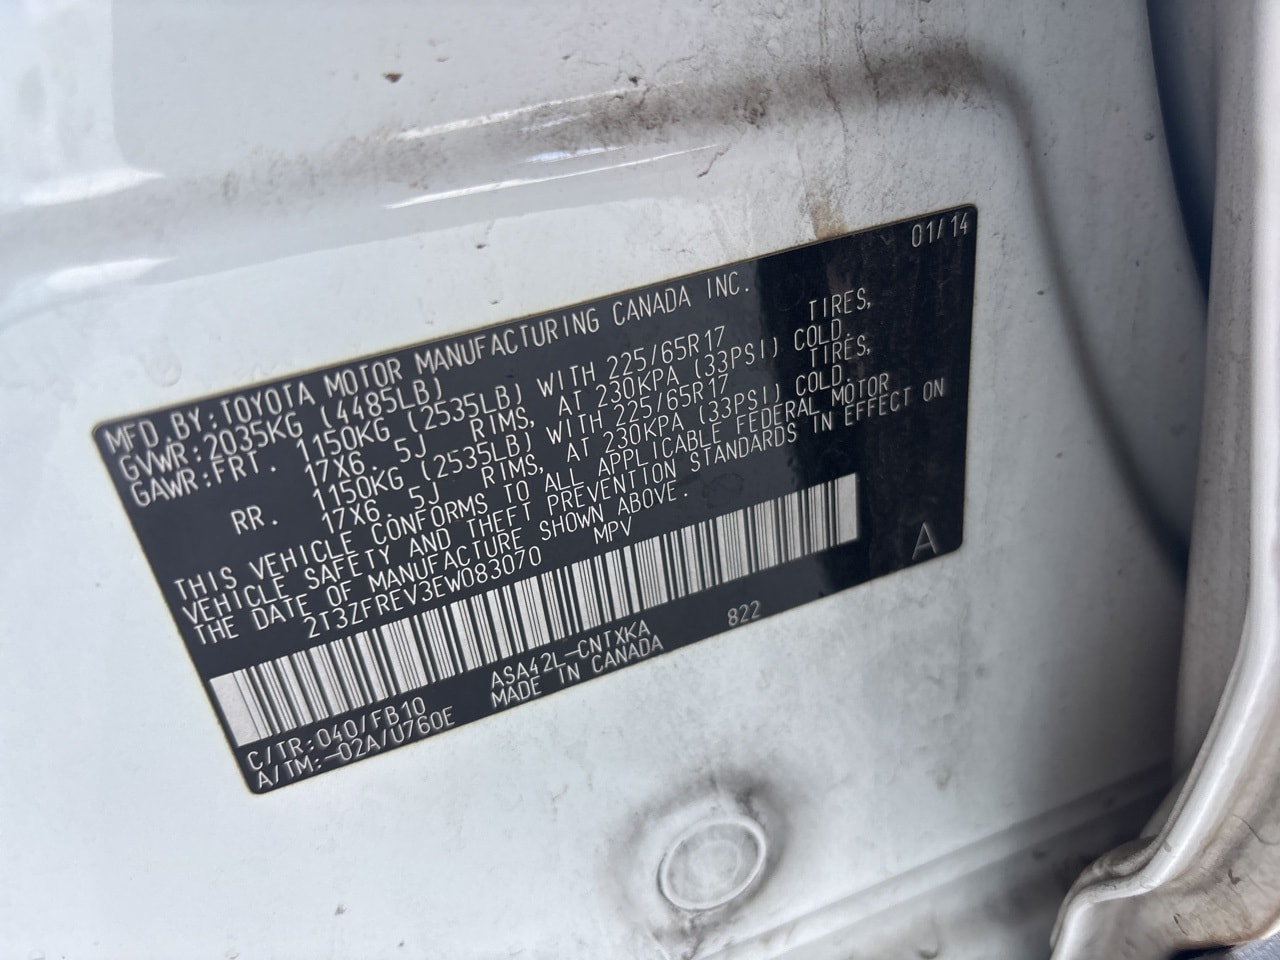 01/14
MFD.BY:TOYOTA MOTOR MANUFACTURING CANADA INC.
GVWR:2035KG (4485LB)
GAWR:FRT. 1150KG (2535LB) WITH 225/65R17 TIRES,
17X6. 5J RIMS, AT 230KPA (33PSI) COLD.
RR. 1150KG (2535LB) WITH 225/65R17 TIRES,
17X6. 5J RIMS, AT 230KPA (33PSI) COLD.
THIS VEHICLE CONFORMS TO ALL APPLICABLE FEDERAL MOTOR
VEHICLE SAFETY AND THEFT PREVENTION STANDARDS IN EFFECT ON
THE DATE OF MANUFACTURE SHOWN ABOVE.
2T3ZFREV3EW083070 MPV
A
C/TR:040/FB10 ASA42L-CNTXKA 822
A/TM:-02A/U760E MADE IN CANADA